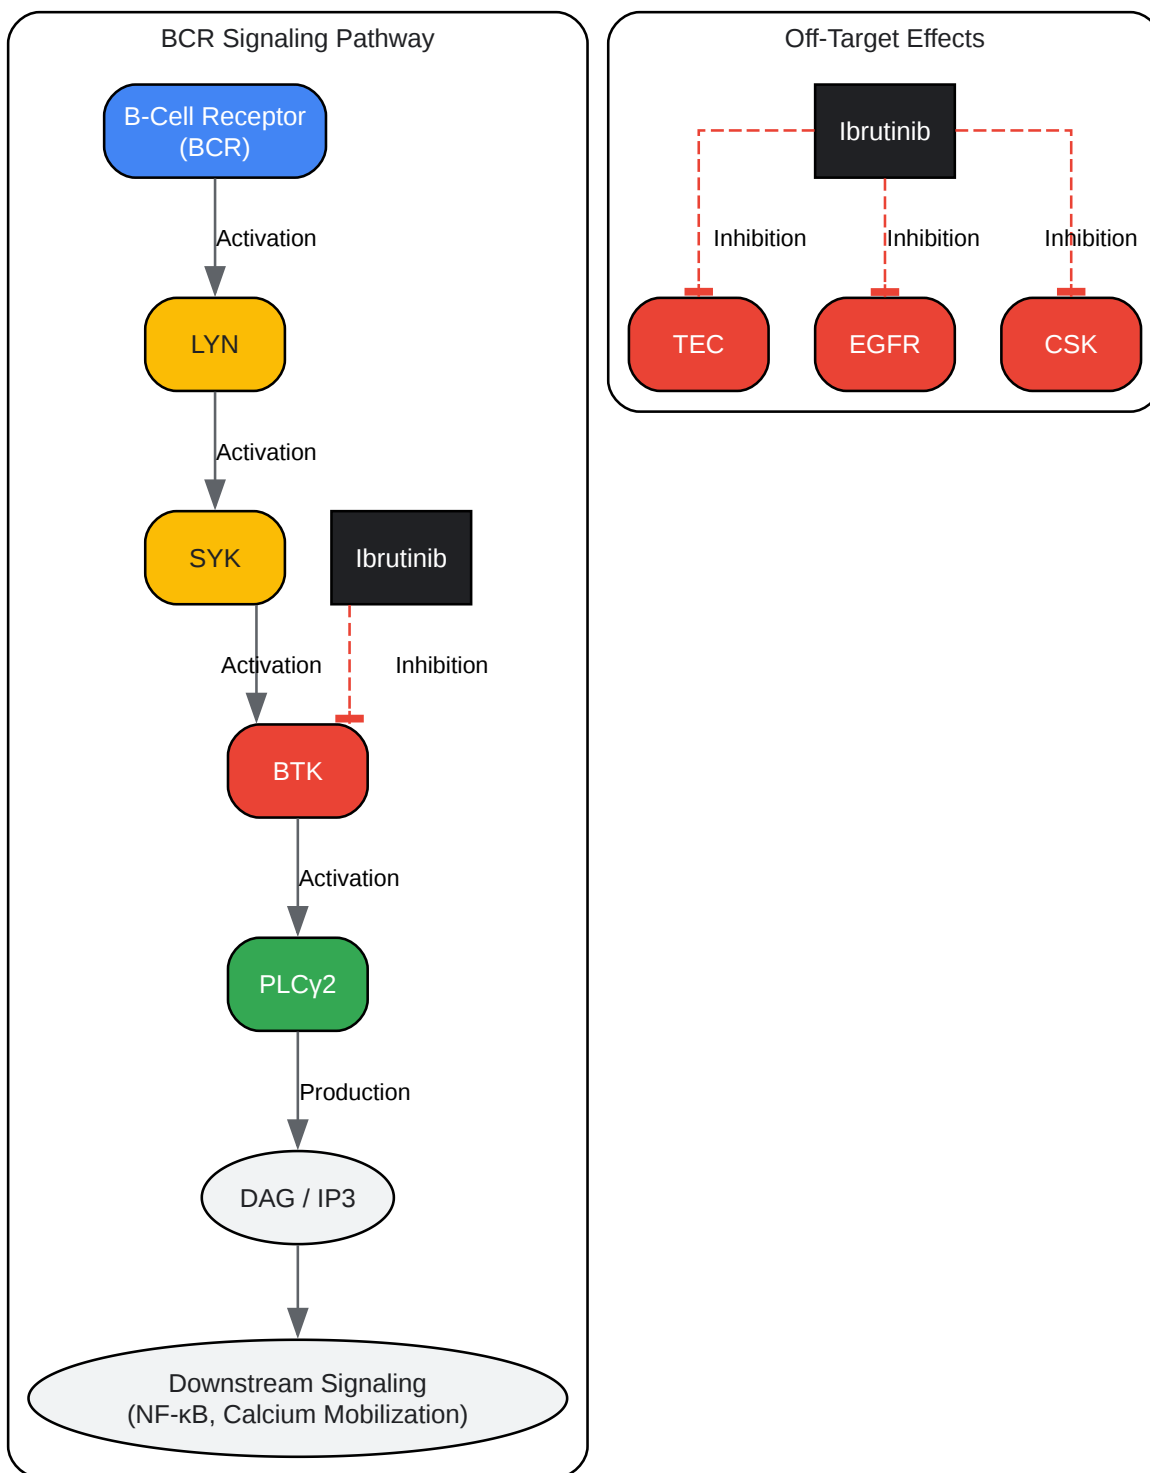 BCR Signaling Pathway
B-Cell Receptor
(BCR)
Activation
LYN
Activation
SYK
Ibrutinib
Activation
Inhibition
BTK
Activation
PLCγ2
Production
DAG / IP3
Downstream Signaling
(NF-κB, Calcium Mobilization)
Off-Target Effects
Ibrutinib
Inhibition
Inhibition
Inhibition
TEC
EGFR
CSK